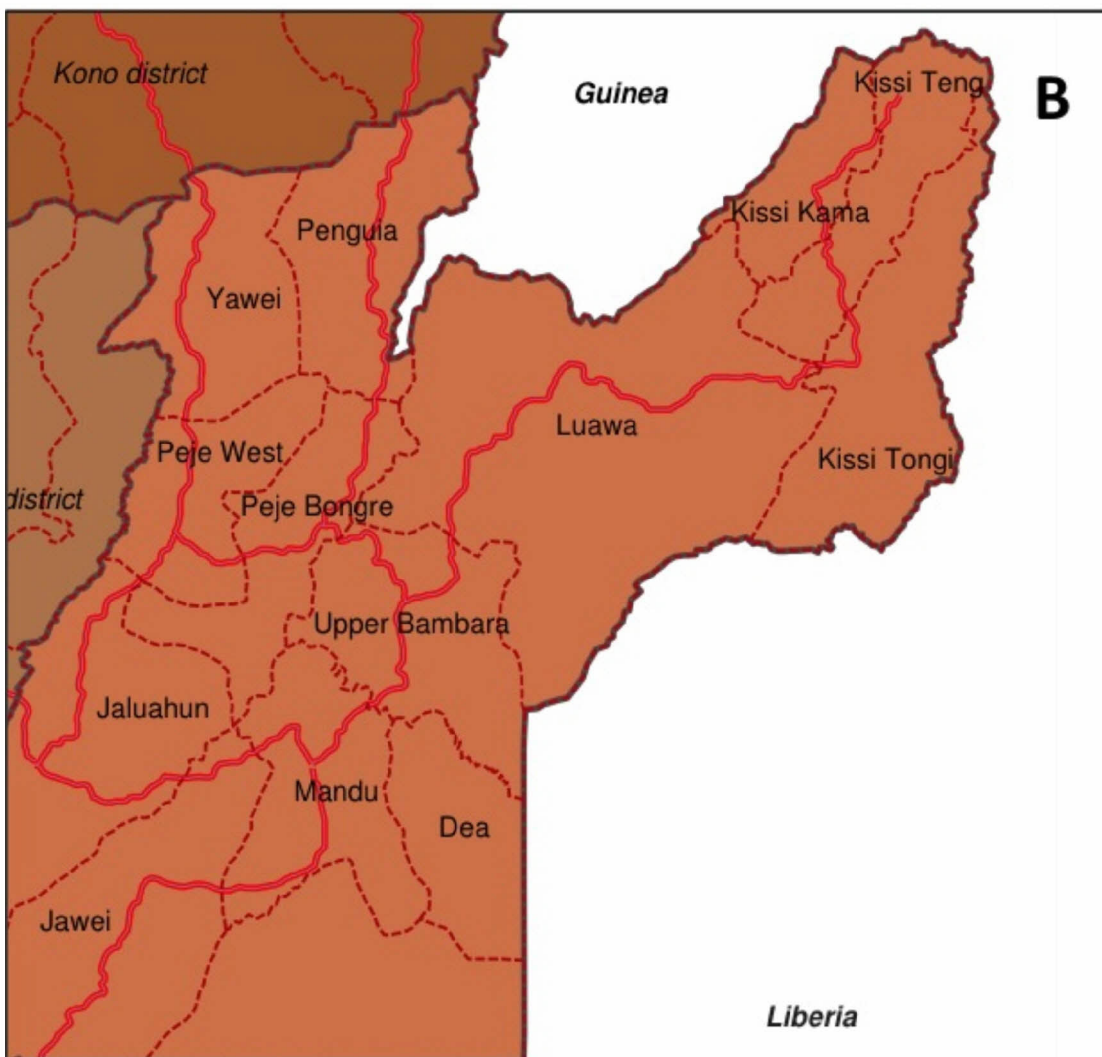 Kono district
Guinea
Kissi Teng
B
Kissi Kama
Penguia
Yawei
Luawa
Peje West
Kissi Tongi
district
Peje Bongre
Upper Bambara
Jaluahun
Mandu
Dea
Jawei
Liberia